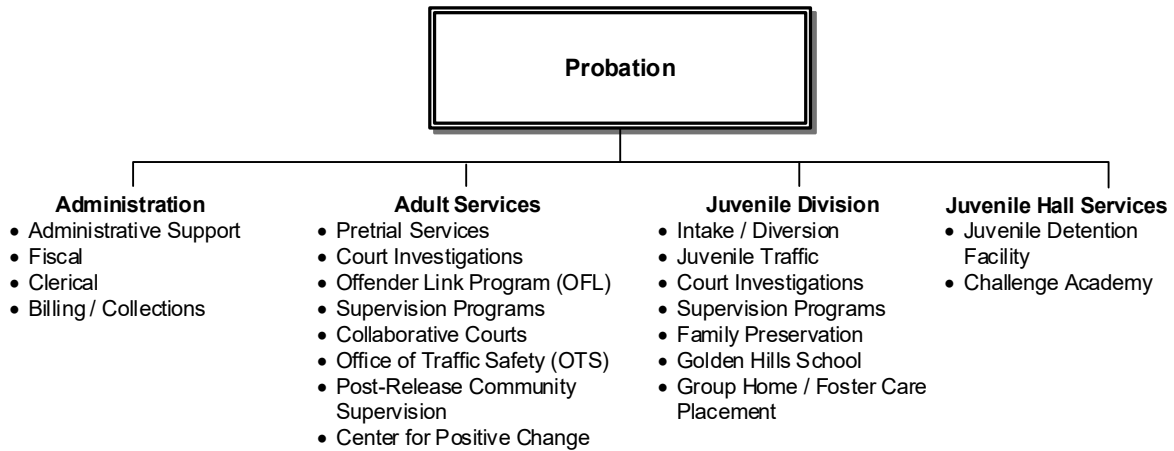 Probation
Administration
• Administrative Support
• Fiscal
• Clerical
• Billing / Collections
Adult Services
• Pretrial Services
• Court Investigations
• Offender Link Program (OFL)
• Supervision Programs
• Collaborative Courts
• Office of Traffic Safety (OTS)
• Post-Release Community
Supervision
• Center for Positive Change
Juvenile Division
• Intake / Diversion
• Juvenile Traffic
• Court Investigations
• Supervision Programs
• Family Preservation
• Golden Hills School
• Group Home / Foster Care
Placement
Juvenile Hall Services
• Juvenile Detention
Facility
• Challenge Academy